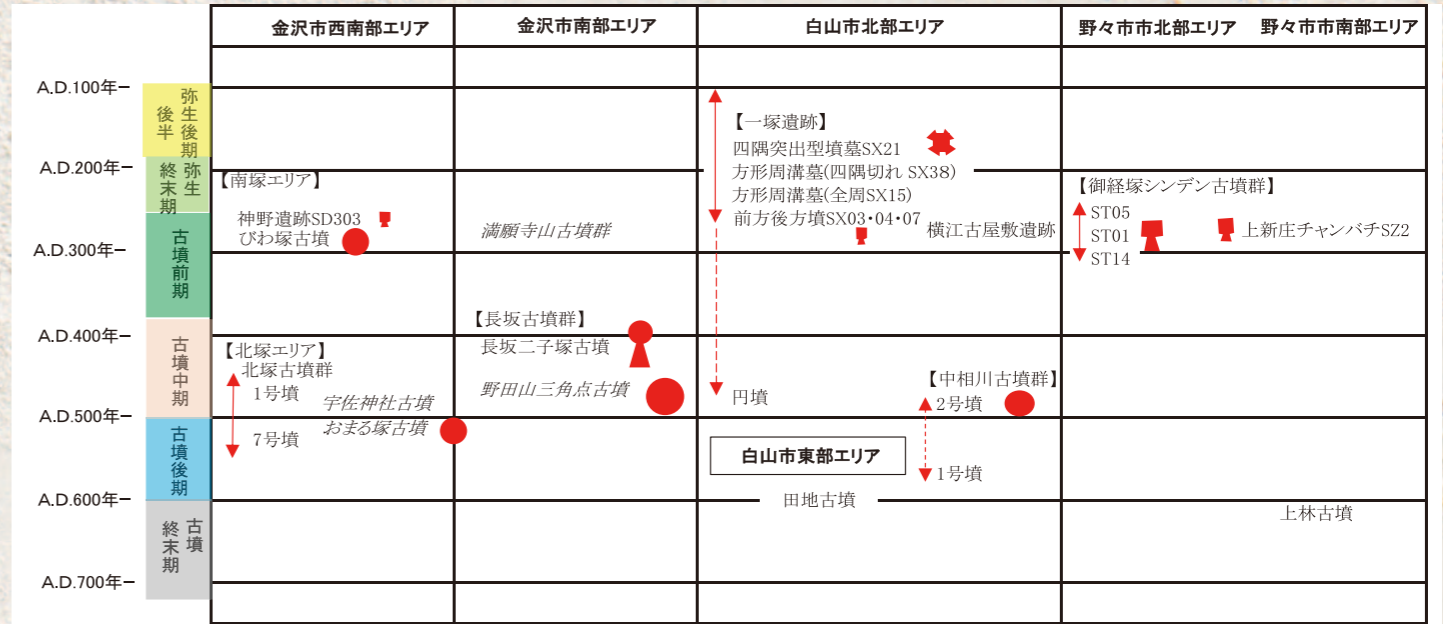 金沢市西南部エリア
金沢市南部エリア
白山市北部エリア
野々市市北部エリア
野々市市南部エリア
A.D.100年
A.D.200年
A.D.300年
A.D.400年
A.D.500年
A.D.600年
A.D.700年
弥生後期後半
弥生終末期
古墳前期
古墳中期
古墳後期
古墳終末期
【南塚エリア】
神野遺跡SD303
びわ塚古墳
【北塚エリア】
北塚古墳群
1号墳
7号墳
宇佐神社古墳
おまる塚古墳
満願寺山古墳群
【長坂古墳群】
長坂二子塚古墳
野田山三角点古墳
【一塚遺跡】
四隅突出型墳墓SX21
方形周溝墓(四隅切れ SX38)
方形周溝墓(全周SX15)
前方後方墳SX03・04・07
横江古屋敷遺跡
円墳
【中相川古墳群】
2号墳
1号墳
白山市東部エリア
田地古墳
【御経塚シンデン古墳群】
ST05
ST01
ST14
上新庄チャンバチSZ2
上林古墳